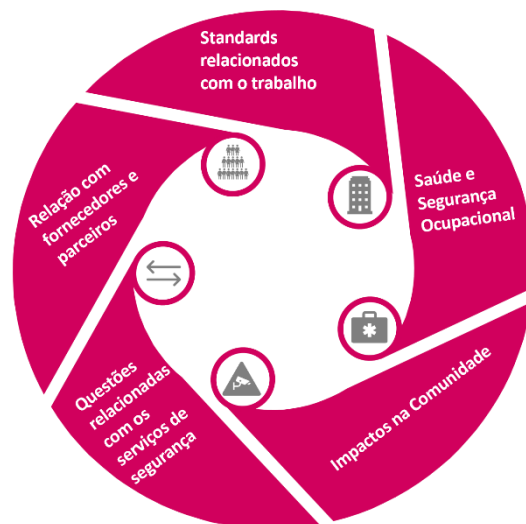 Standards
relacionados
com o trabalho
Saúde e
Segurança
Ocupacional
Impactos na Comunidade
Questões
relacionadas
com os
serviços de
segurança
Relação com
fornecedores e
parceiros